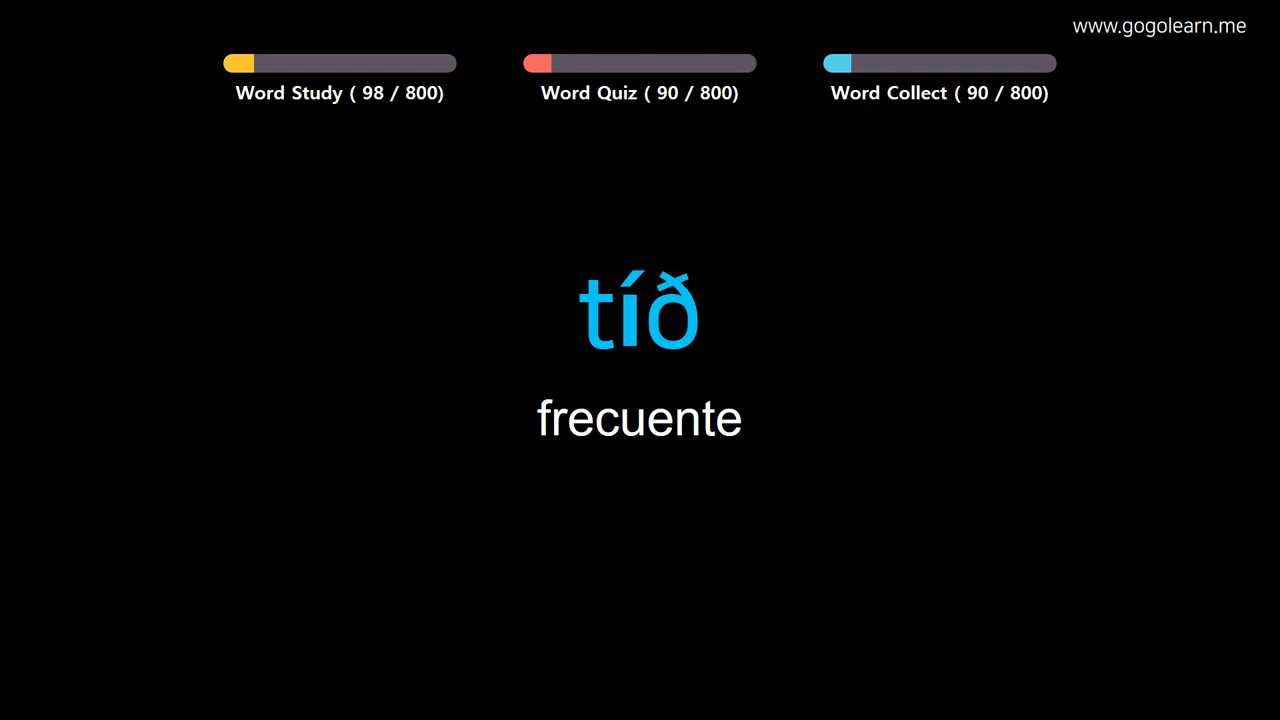 www.gogolearn.me
Word Study ( 98 / 800)
Word Quiz ( 90 / 800)
Word Collect ( 90 / 800)
tíð
frecuente